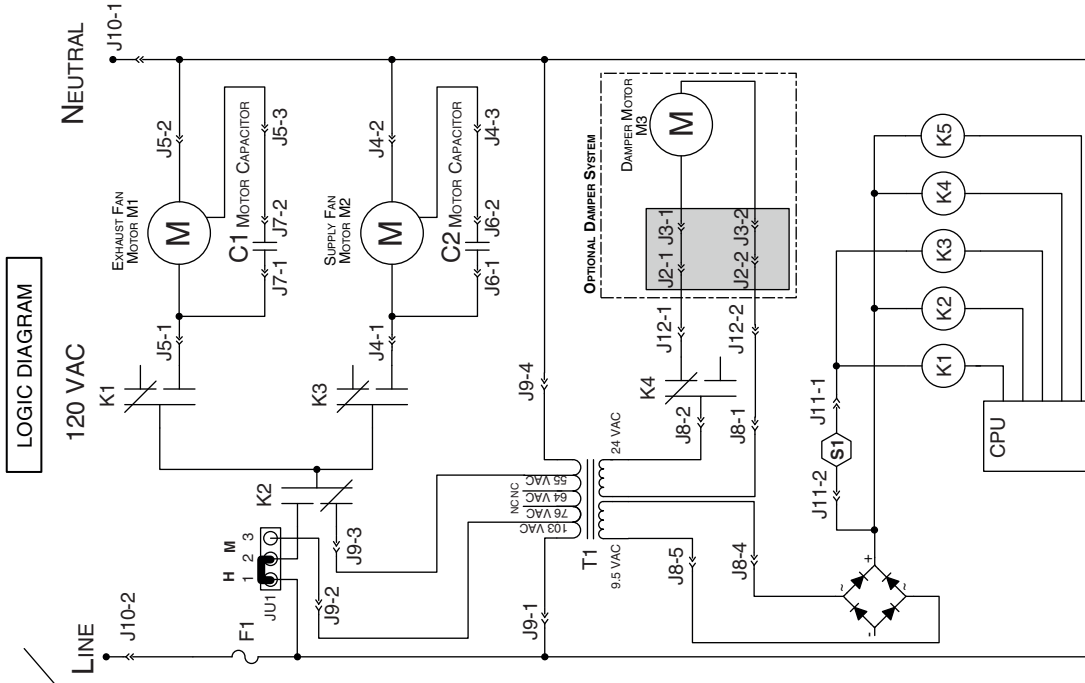 LOGIC DIAGRAM
120 VAC
LINE
NEUTRAL
J10-2
J10-1
F1
H M
1 2 3
JU1
J9-2
J9-3
K2
K1
J5-1
EXHAUST FAN
MOTOR M1
M
J5-2
C1 MOTOR CAPACITOR
J7-1
J7-2
J5-3
K3
J4-1
SUPPLY FAN
MOTOR M2
M
J4-2
C2 MOTOR CAPACITOR
J6-1
J6-2
J4-3
J9-1
J9-4
103 VAC
76 VAC
64 VAC
55 VAC
NC NC
T1
9.5 VAC
24 VAC
J8-5
J8-4
J8-2
J8-1
K4
J12-1
J12-2
OPTIONAL DAMPER SYSTEM
DAMPER MOTOR
M3
M
J2-1 J3-1
J2-2 J3-2
J11-2
S1
J11-1
~
+
-
~
K1
K2
K3
K4
K5
CPU